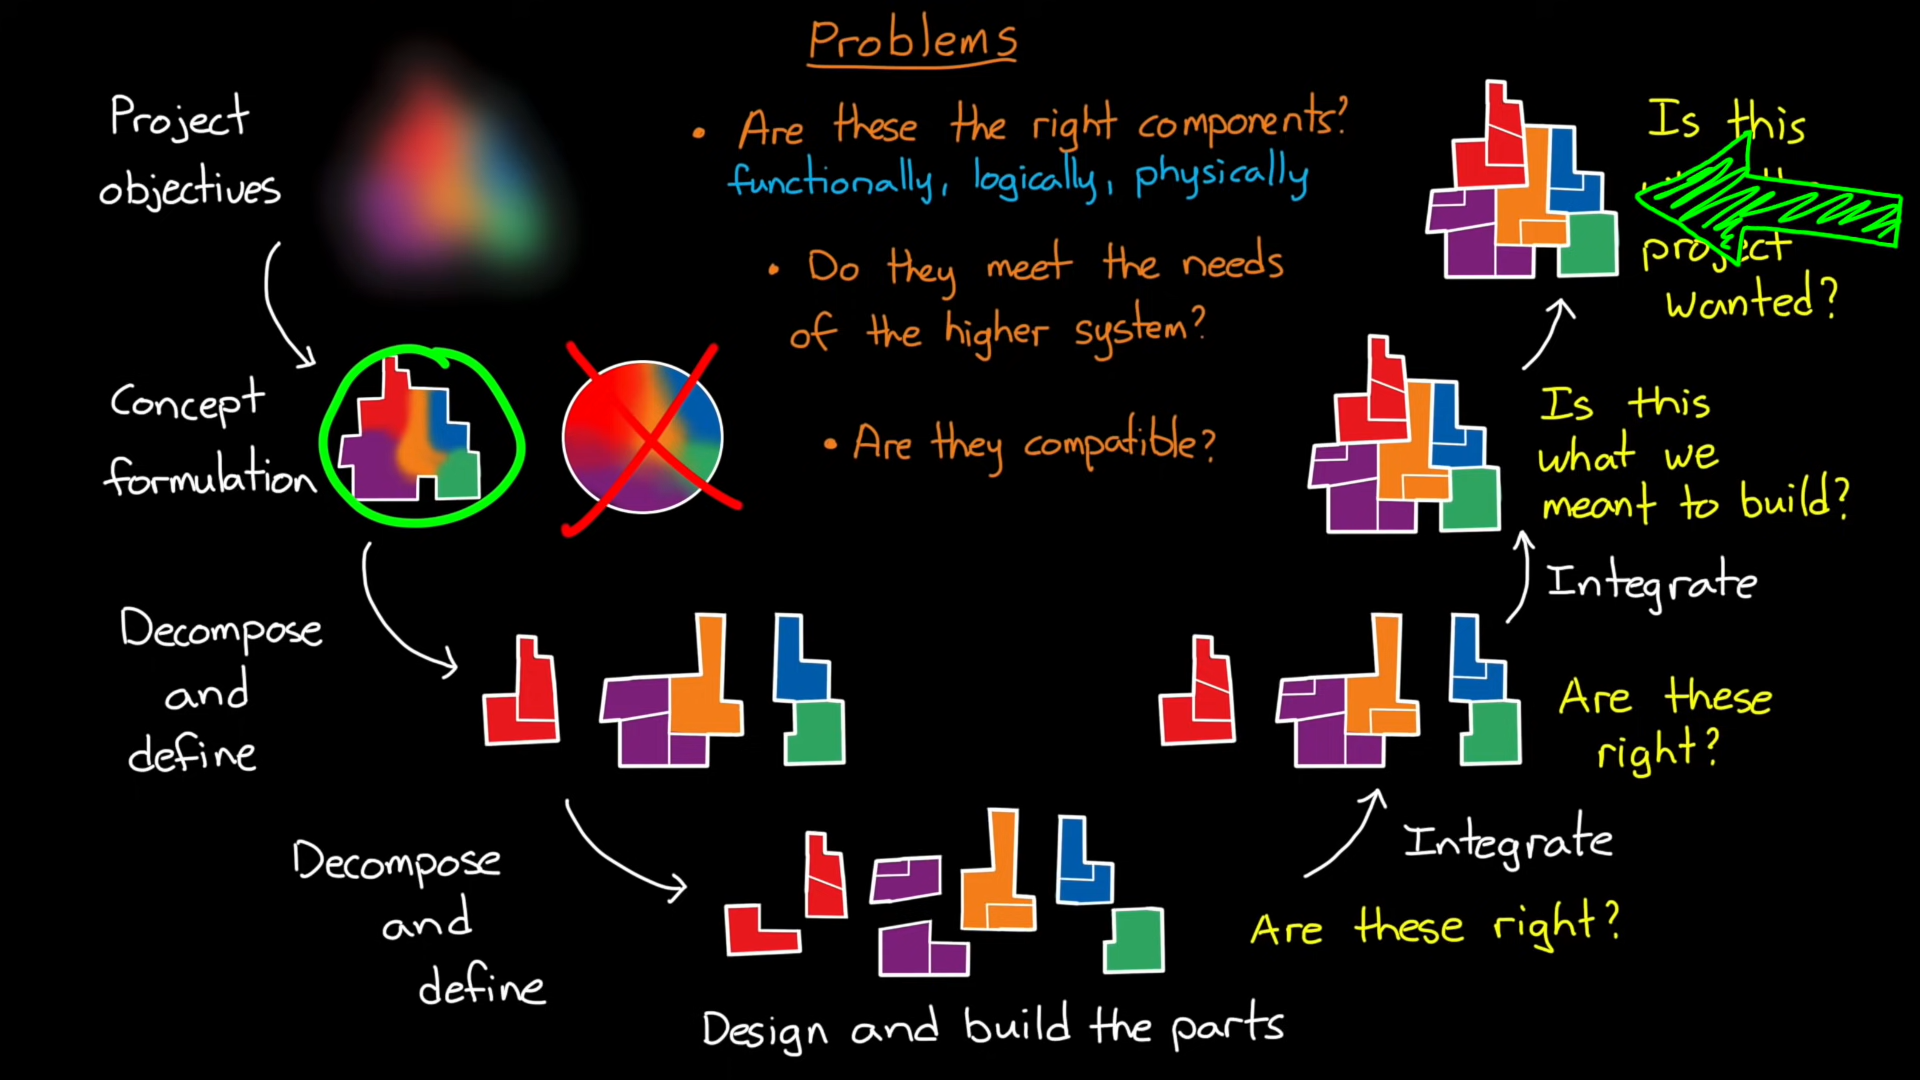 Problems
Project
objectives
• Are these the right components?
functionally, logically, physically
• Do they meet the needs
of the higher system?
• Are they compatible?
Concept
formulation
Decompose
and
define
Decompose
and
define
Design and build the parts
Are these right?
Integrate
Are these
right?
Integrate
Is this
what we
meant to build?
Is this
project
wanted?